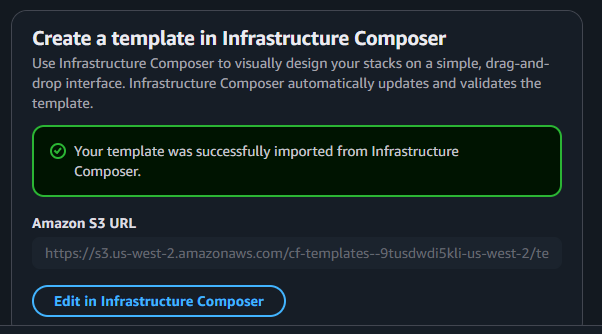 Create a template in Infrastructure Composer
Use Infrastructure Composer to visually design your stacks on a simple, drag-and-
drop interface. Infrastructure Composer automatically updates and validates the
template.
Your template was successfully imported from Infrastructure
Composer.
Amazon S3 URL
https://s3.us-west-2.amazonaws.com/cf-templates--9tusdwdi5kli-us-west-2/te
Edit in Infrastructure Composer